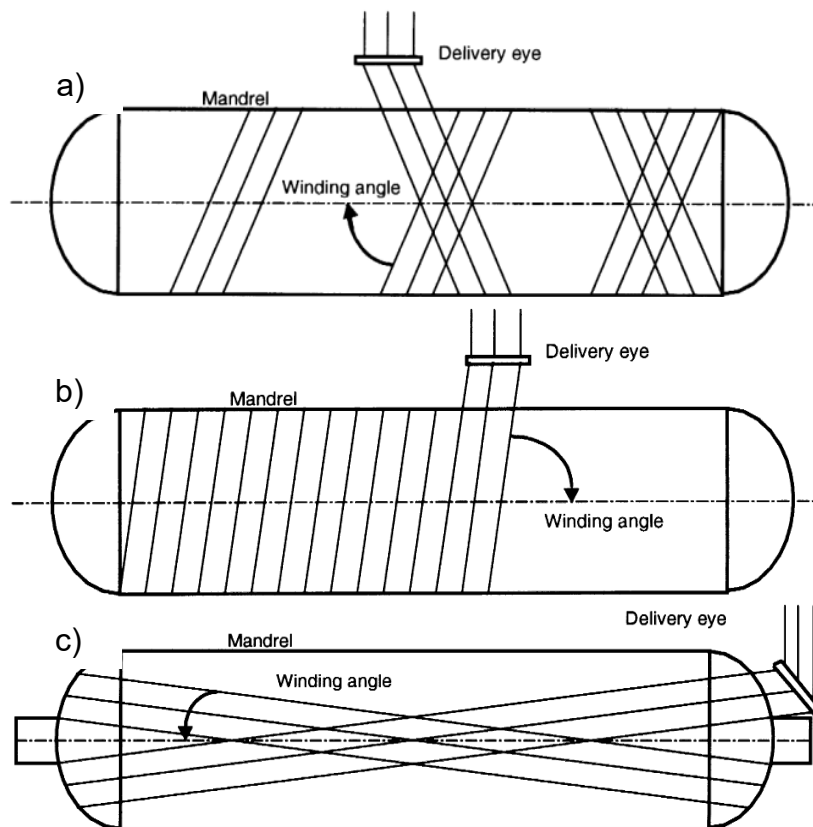 Delivery eye
a)
Mandrel
Winding angle
Delivery eye
b)
Mandrel
Winding angle
Delivery eye
c)
Mandrel
Winding angle